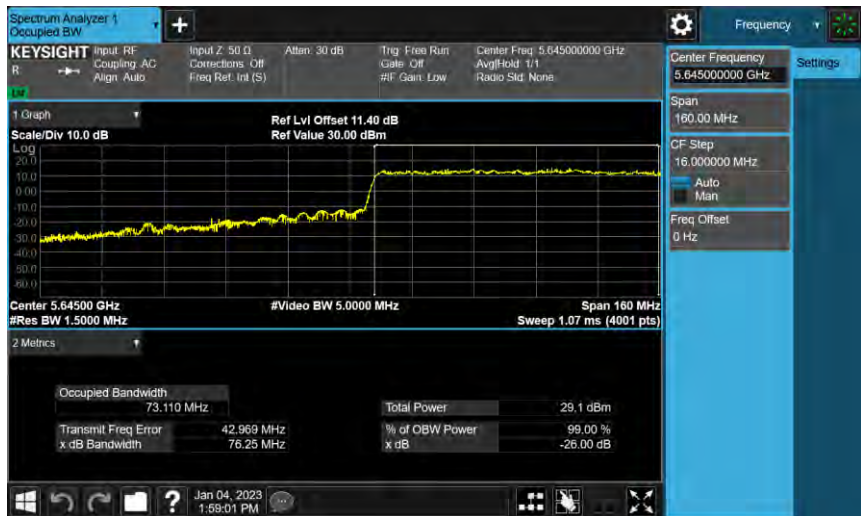 Spectrum Analyzer 1
Occupied BW
+
Frequency
KEYSIGHT
R
Input: RF
Coupling: AC
Align: Auto
Input Z: 50 Ω
Corrections: Off
Freq Ref: Int (S)
Atten: 30 dB
Trig: Free Run
Gate: Off
#IF Gain: Low
Center Freq: 5.645000000 GHz
Avg|Hold: 1/1
Radio Std: None
1 Graph
Scale/Div 10.0 dB
Ref Lvl Offset 11.40 dB
Ref Value 30.00 dBm
Log
20.0
10.0
0.00
-10.0
-20.0
-30.0
-40.0
-50.0
-60.0
Center 5.64500 GHz
#Res BW 1.5000 MHz
#Video BW 5.0000 MHz
Span 160 MHz
Sweep 1.07 ms (4001 pts)
2 Metrics
Occupied Bandwidth
73.110 MHz
Transmit Freq Error 42.969 MHz
x dB Bandwidth 76.25 MHz
Total Power 29.1 dBm
% of OBW Power 99.00 %
x dB -26.00 dB
Center Frequency
5.645000000 GHz
Span
160.00 MHz
CF Step
16.000000 MHz
Auto
Man
Freq Offset
0 Hz
Settings
?
Jan 04, 2023
1:59:01 PM